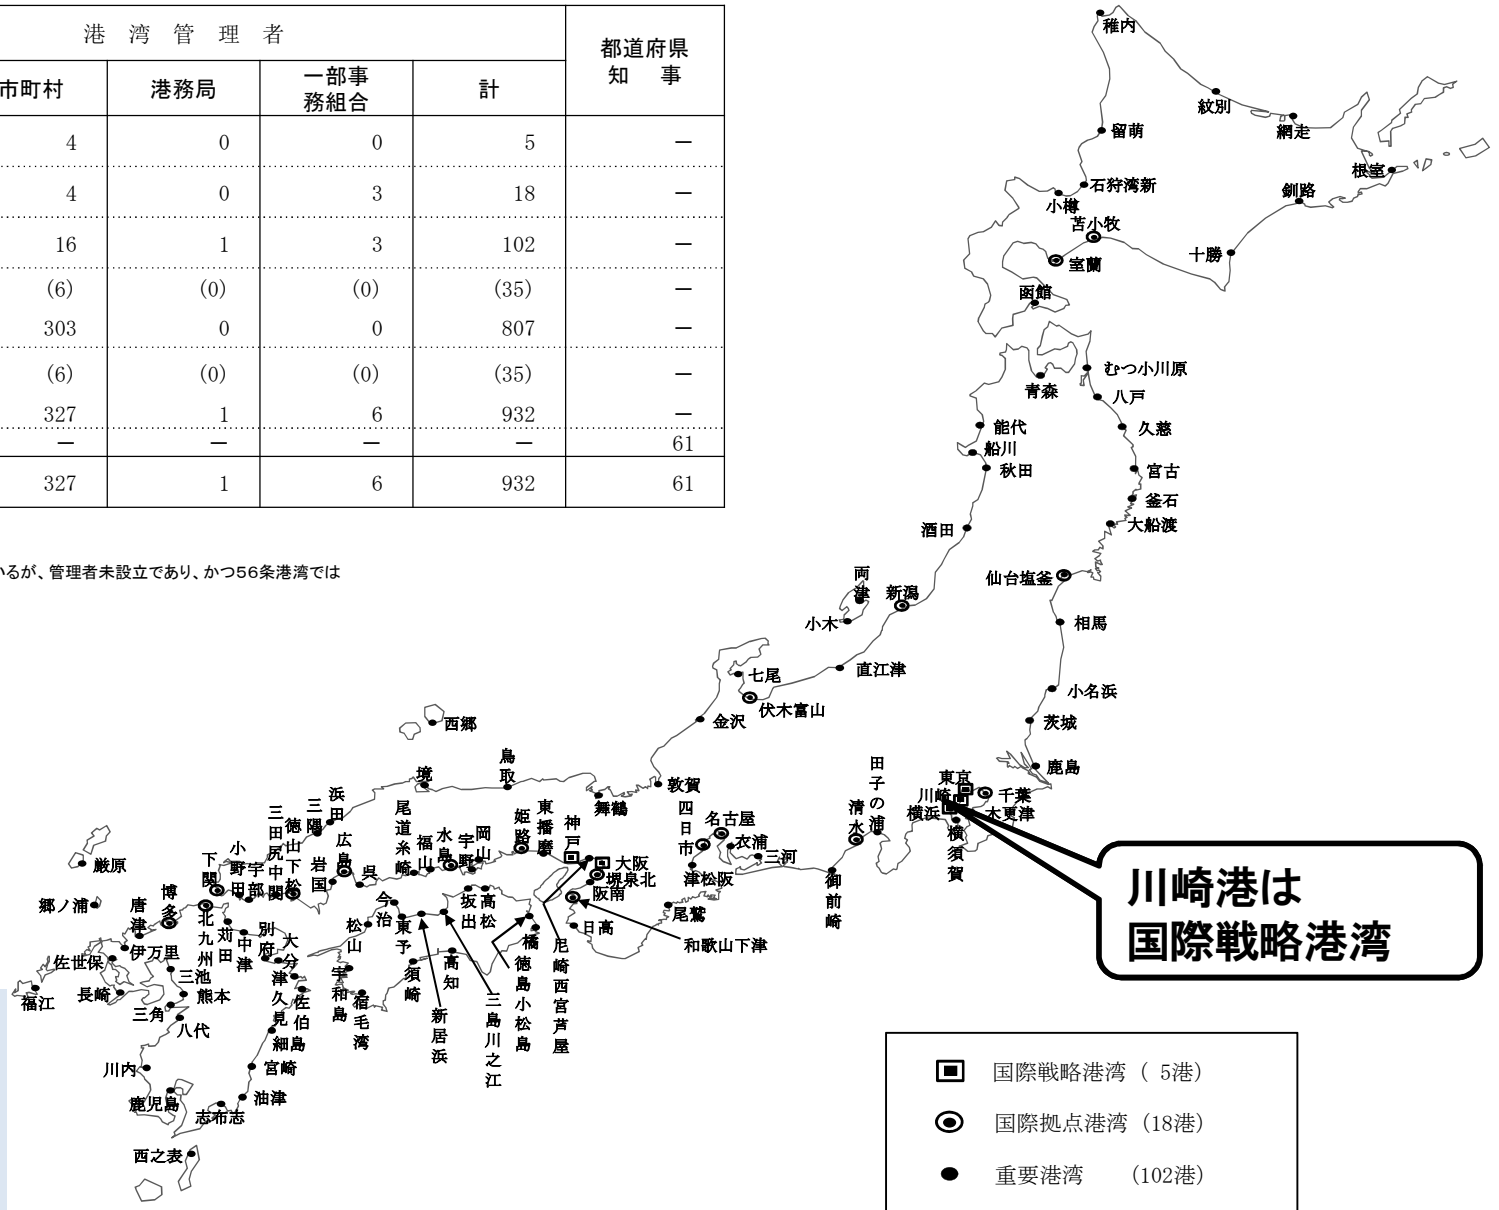 港湾管理者
都道府県
知事
市町村
港務局
一部事
務組合
計
4 0 0 5 ―
4 0 3 18 ―
16 1 3 102 ―
(6) (0) (0) (35) ―
303 0 0 807 ―
(6) (0) (0) (35) ―
327 1 6 932 ―
― ― ― ― 61
327 1 6 932 61
いるが、管理者未設立であり、かつ56条港湾では
稚内
紋別
網走
留萌
根室
石狩湾新
釧路
小樽
苫小牧
十勝
室蘭
函館
むつ小川原
青森
八戸
能代
久慈
船川
秋田
宮古
釜石
大船渡
酒田
仙台塩釜
両津
新潟
小木
相馬
直江津
七尾
小名浜
伏木富山
金沢
茨城
西郷
鹿島
鳥取
境
敦賀
田子の浦
東京
川崎
千葉
横浜
木更津
横須賀
清水
舞鶴
四日市
名古屋
衣浦
三河
津松阪
御前崎
尾鷲
浜田
三隅
尾道糸崎
福山
水島
宇野
岡山
姫路
東播磨
神戸
大阪
堺泉北
阪南
和歌山下津
日高
広島
呉
岩国
徳山下松
三田尻中関
宇部
小野田
下関
厳原
郷ノ浦
博多
唐津
北九州
苅田
中津
別府
大分
津久見
佐伯
細島
今治
松山
東予
坂出
高松
橘
徳島小松島
尼崎西宮芦屋
三島川之江
新居浜
高知
須崎
宇和島
宿毛湾
伊万里
佐世保
長崎
福江
三池
熊本
三角
八代
川内
宮崎
鹿児島
油津
志布志
西之表
川崎港は
国際戦略港湾
国際戦略港湾（ 5港）
国際拠点港湾（18港）
重要港湾 （102港）